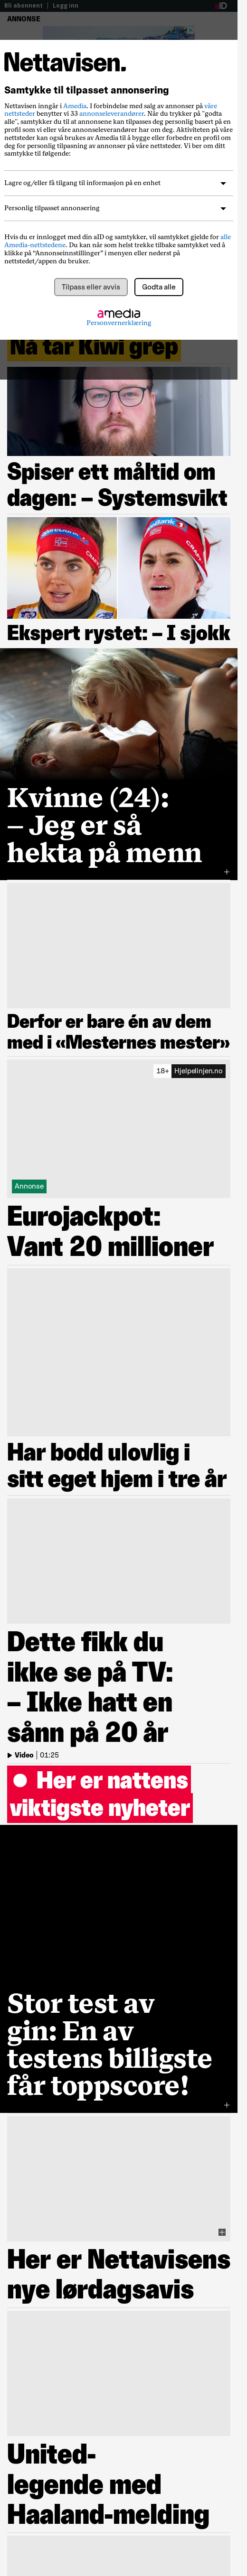 Bli abonnent | Logg inn
aID
ANNONSE
Nettavisen.
Samtykke til tilpasset annonsering
Nettavisen inngår i Amedia. I forbindelse med salg av annonser på våre
nettsteder benytter vi 33 annonseleverandører. Når du trykker på "godta
alle", samtykker du til at annonsene kan tilpasses deg personlig basert på en
profil som vi eller våre annonseleverandører har om deg. Aktiviteten på våre
nettsteder kan også brukes av Amedia til å bygge eller forbedre en profil om
deg for personlig tilpasning av annonser på våre nettsteder. Vi ber om ditt
samtykke til følgende:
Lagre og/eller få tilgang til informasjon på en enhet
Personlig tilpasset annonsering
Hvis du er innlogget med din aID og samtykker, vil samtykket gjelde for alle
Amedia-nettstedene. Du kan når som helst trekke tilbake samtykket ved å
klikke på “Annonseinnstillinger” i menyen eller nederst på
nettstedet/appen du bruker.
Tilpass eller avvis
Godta alle
amedia
Personvernerklæring
Nå tar Kiwi grep
Spiser ett måltid om
dagen: – Systemsvikt
Ekspert rystet: – I sjokk
Kvinne (24):
– Jeg er så
hekta på menn
Derfor er bare én av dem
med i «Mesternes mester»
18+ Hjelpelinjen.no
Annonse
Eurojackpot:
Vant 20 millioner
Har bodd ulovlig i
sitt eget hjem i tre år
Dette fikk du
ikke se på TV:
– Ikke hatt en
sånn på 20 år
Video | 01:25
Her er nattens
viktigste nyheter
Stor test av
gin: En av
testens billigste
får toppscore!
Her er Nettavisens
nye lørdagsavis
United-
legende med
Haaland-melding